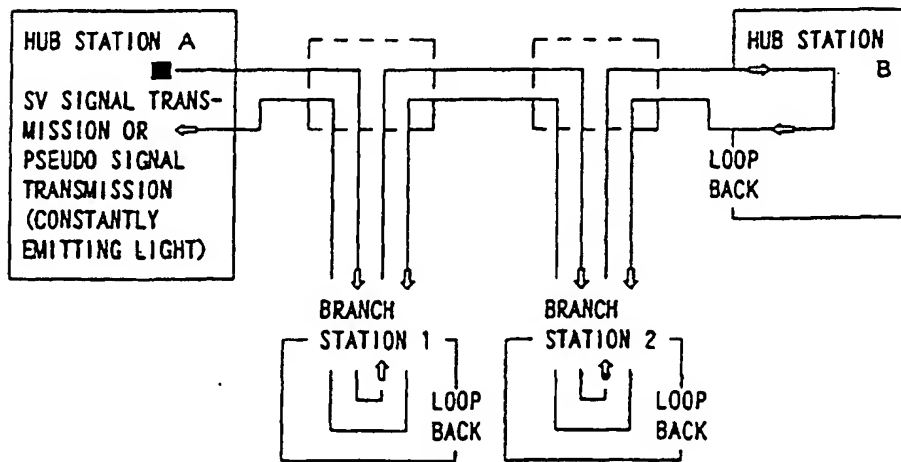 HUB STATION A
SV SIGNAL TRANS-
MISSION OR
PSEUDO SIGNAL
TRANSMISSION
(CONSTANTLY
EMITTING LIGHT)
HUB STATION
B
LOOP
BACK
BRANCH
STATION 1
LOOP
BACK
BRANCH
STATION 2
LOOP
BACK